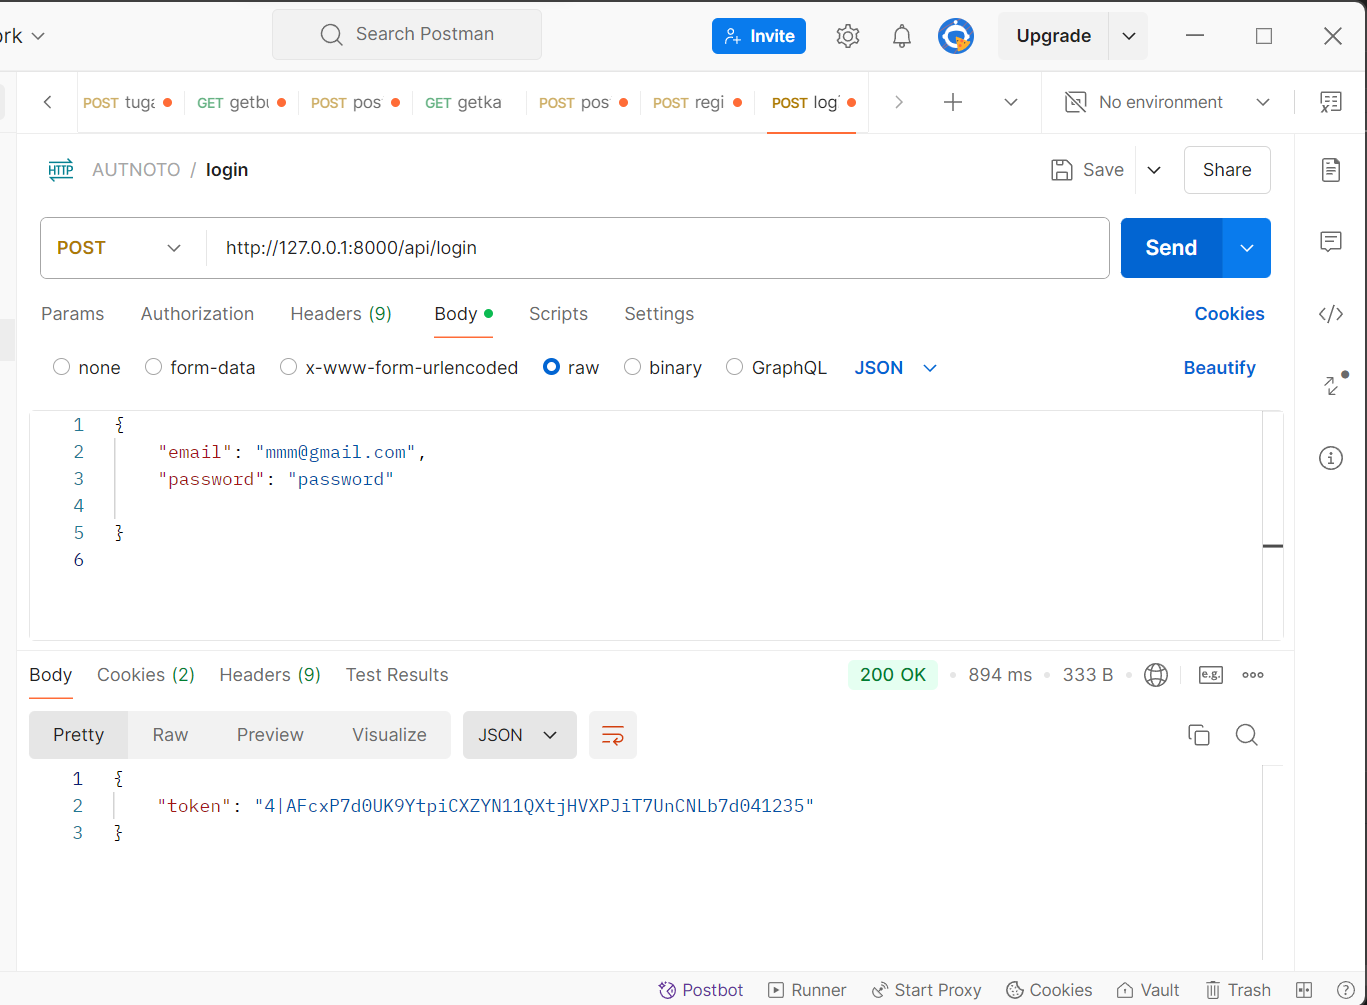 ork
Search Postman
Invite
Upgrade
POST tuga
GET getbu
POST pos
GET getka
POST pos
POST regi
POST log
No environment
HTTP AUTNOTO / login
Save
Share
POST
http://127.0.0.1:8000/api/login
Send
Params Authorization Headers (9) Body Scripts Settings Cookies
none form-data x-www-form-urlencoded raw binary GraphQL JSON Beautify
1 {
2 "email": "mmm@gmail.com",
3 "password": "password"
4
5 }
6
Body Cookies (2) Headers (9) Test Results 200 OK 894 ms 333 B e.g.
Pretty Raw Preview Visualize JSON
1 {
2 "token": "4|AFcxP7d0UK9YtpiCXZYN11QXtjHVXPJiT7UnCNLb7d041235"
3 }
Postbot Runner Start Proxy Cookies Vault Trash